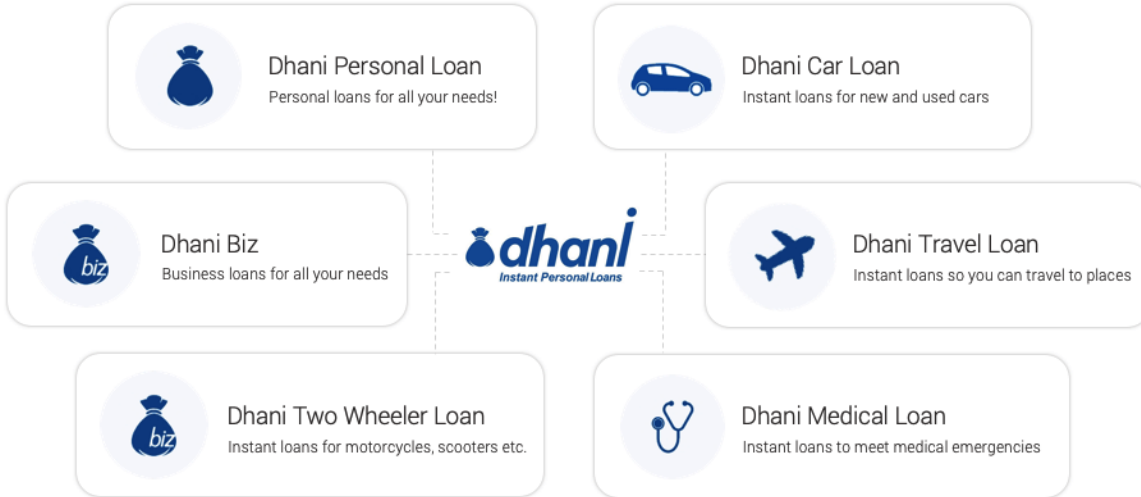 Dhani Personal Loan
Personal loans for all your needs!
Dhani Car Loan
Instant loans for new and used cars
biz
Dhani Biz
Business loans for all your needs
dhani
Instant Personal Loans
Dhani Travel Loan
Instant loans so you can travel to places
biz
Dhani Two Wheeler Loan
Instant loans for motorcycles, scooters etc.
Dhani Medical Loan
Instant loans to meet medical emergencies